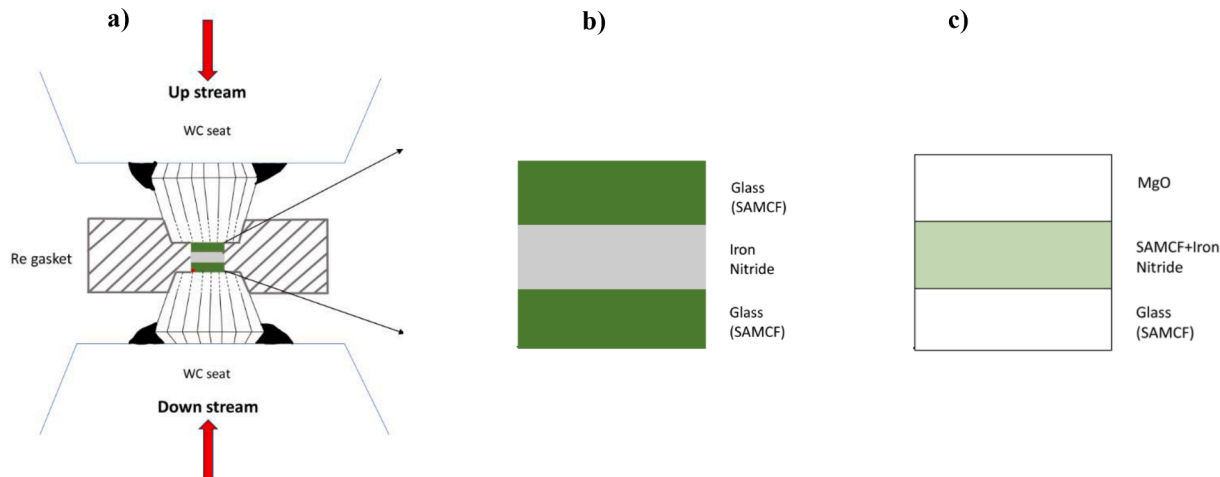 a)
Up stream
WC seat
Re gasket
WC seat
Down stream
b)
Glass
(SAMCF)
Iron
Nitride
Glass
(SAMCF)
c)
MgO
SAMCF+Iron
Nitride
Glass
(SAMCF)